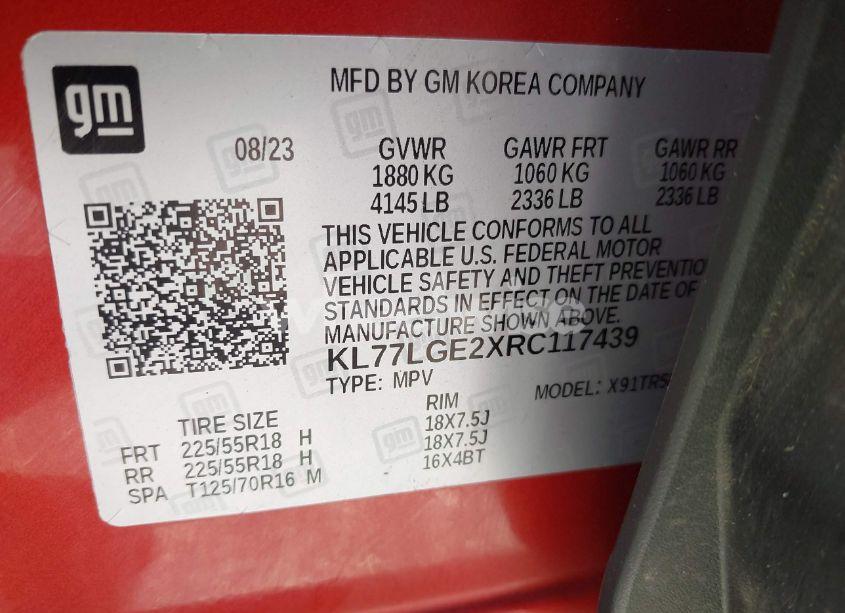 gm
MFD BY GM KOREA COMPANY
08/23 GVWR GAWR FRT GAWR RR
1880 KG 1060 KG 1060 KG
4145 LB 2336 LB 2336 LB
THIS VEHICLE CONFORMS TO ALL
APPLICABLE U.S. FEDERAL MOTOR
VEHICLE SAFETY AND THEFT PREVENTION
STANDARDS IN EFFECT ON THE DATE OF
MANUFACTURE SHOWN ABOVE.
KL77LGE2XRC117439
TYPE: MPV MODEL: X91TR5
TIRE SIZE RIM
FRT 225/55R18 H 18X7.5J
RR 225/55R18 H 18X7.5J
SPA T125/70R16 M 16X4BT